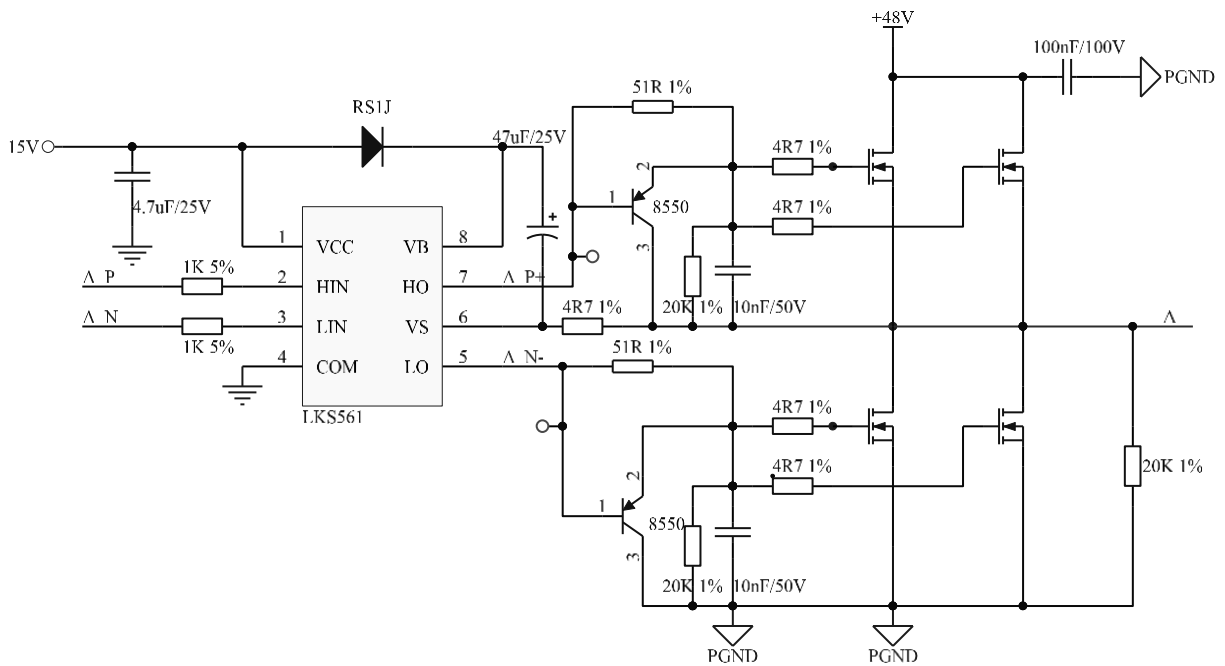 +48V
100nF/100V
PGND
51R 1%
RS1J
15V
47uF/25V
4R7 1%
2
1
8550
3
4.7uF/25V
+
4R7 1%
1 VCC VB 8
1K 5%
Λ P 2 HIN HO 7 Λ P+
20K 1% 10nF/50V
4R7 1%
Λ N 3 LIN VS 6
Λ
1K 5%
51R 1%
4 COM LO 5 Λ N-
LKS561
4R7 1%
4R7 1%
2
20K 1%
1
8550
3
20K 1% 10nF/50V
PGND
PGND